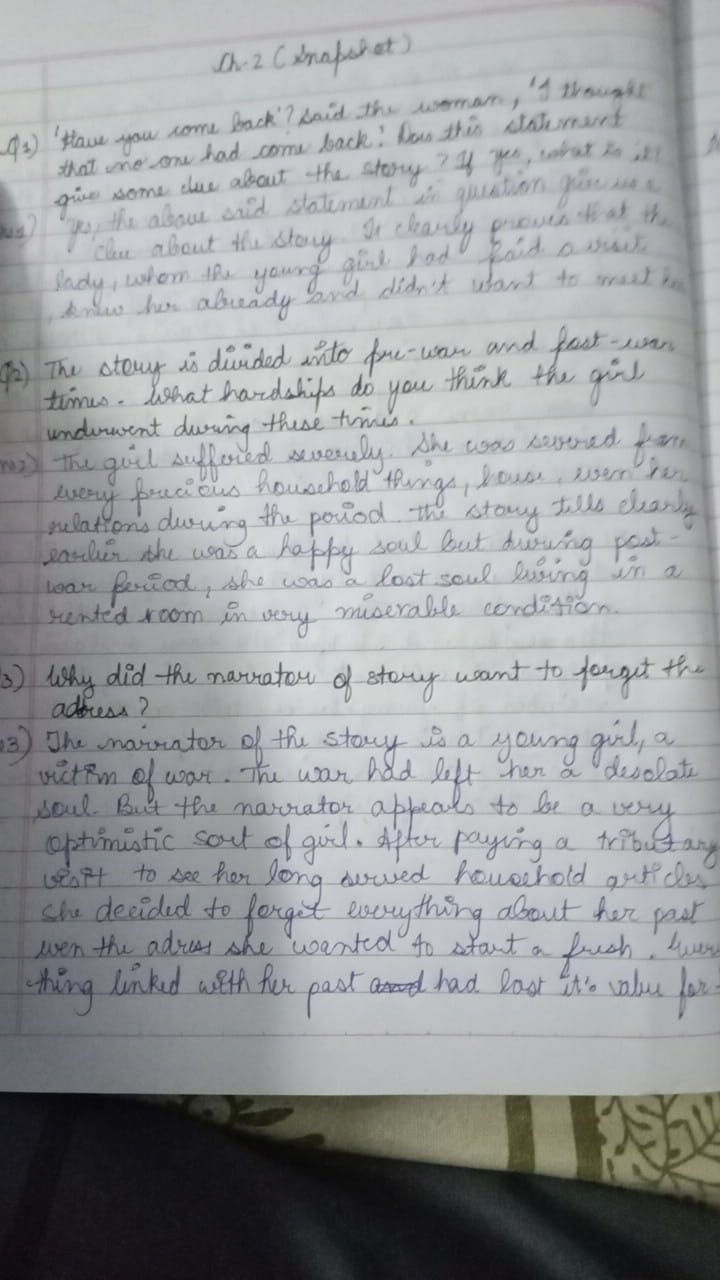 Ch-2 (Snapshot)
Q1) 'Have you come back'? said the woman, 'I thought
that no one had come back! Does this statement
give some clue about the story? If yes, what is it?
Yes, the above said statement in question give us a
clue about the story. It clearly proves that the
lady, whom the young girl had paid a visit
, knew her already and didn't want to meet her
Q2) The story is divided into pre-war and post-war
times. What hardships do you think the girl
underwent during these times.
The girl suffered severely. She was severed from
every precious household things, house, even her
relations during the period the story tells clearly
earlier she was a happy soul but during post-
war period, she was a lost soul living in a
rented room in very miserable condition.
3) Why did the narrator of story want to forget the
address?
3) The narrator of the story is a young girl, a
victim of war. The war had left her a desolate
soul. But the narrator appears to be a very
optimistic sort of girl. After paying a tributary
visit to see her long served household articles
she decided to forget everything about her past
even the adress she wanted to start a fresh. Every
thing linked with her past and had lost it's value for-